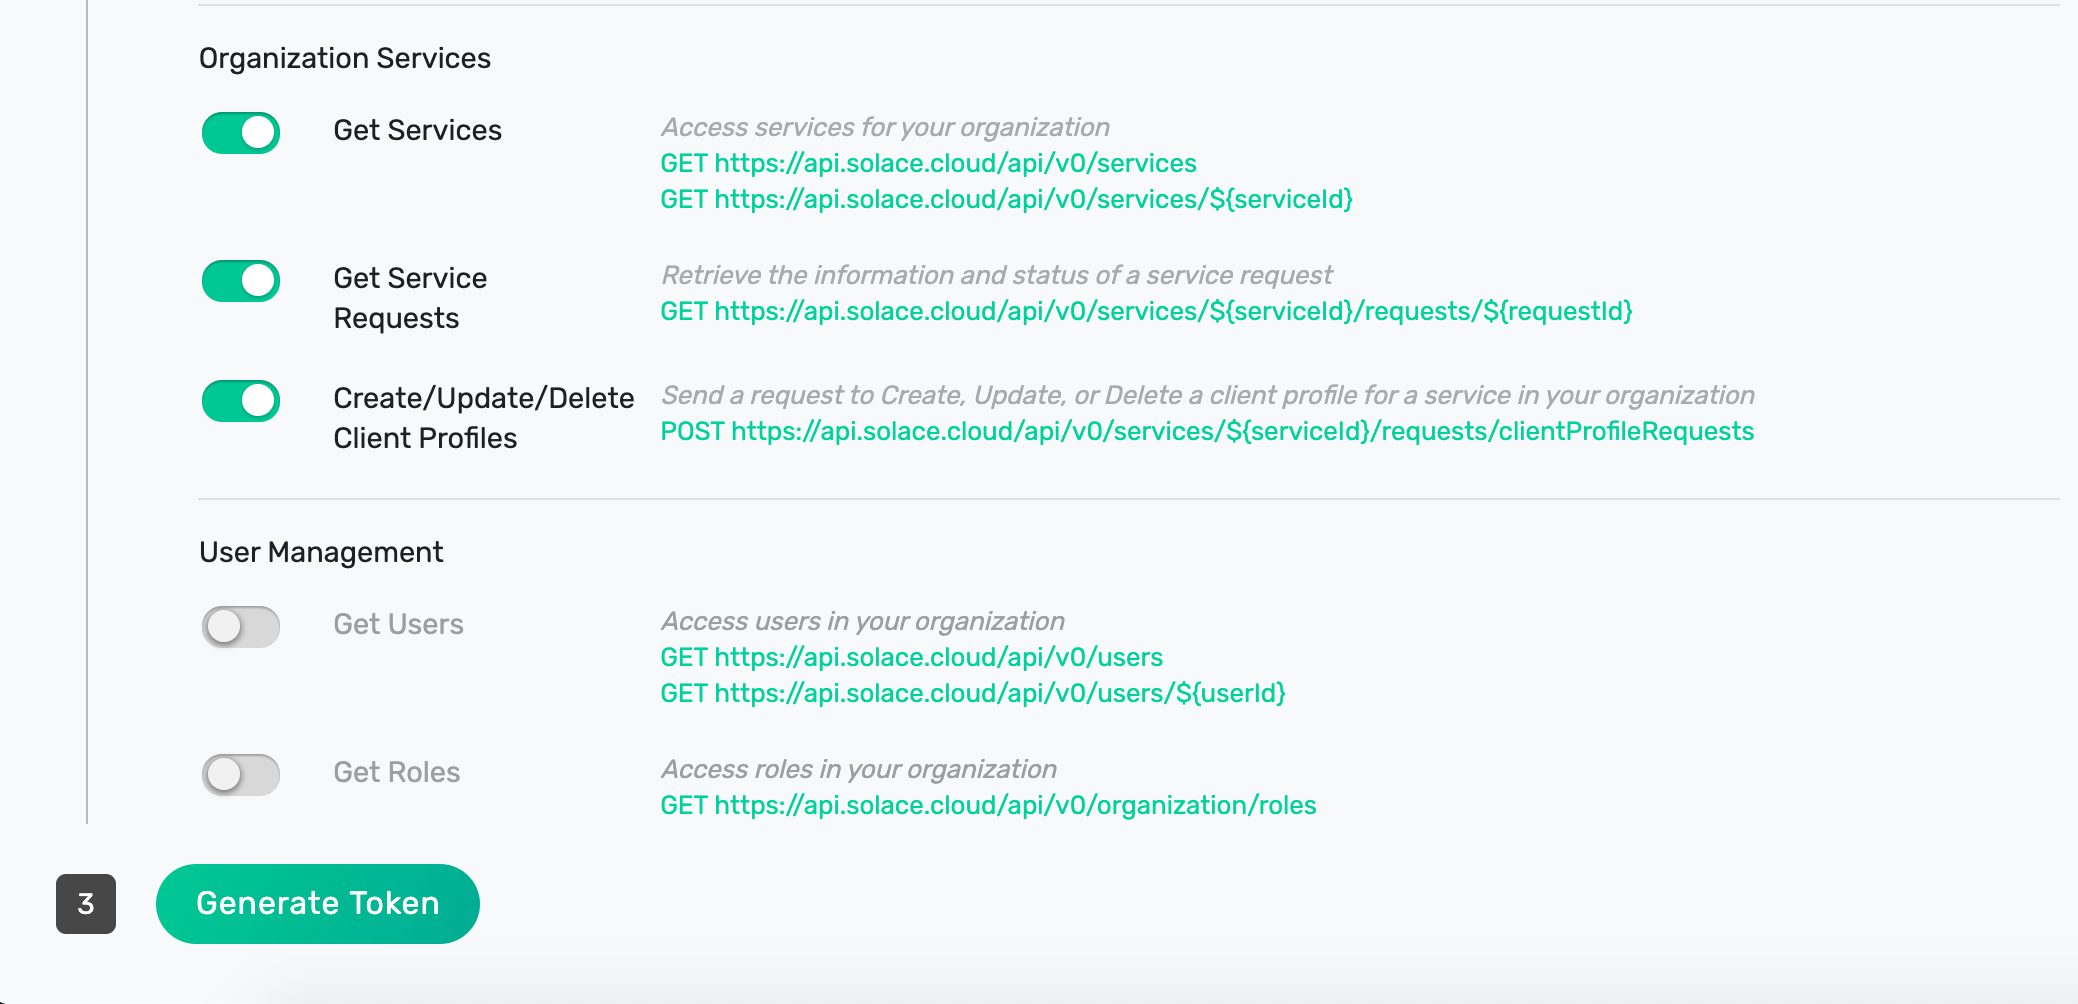 Organization Services
Get Services
Access services for your organization
GET https://api.solace.cloud/api/v0/services
GET https://api.solace.cloud/api/v0/services/${serviceId}
Get Service
Requests
Retrieve the information and status of a service request
GET https://api.solace.cloud/api/v0/services/${serviceId}/requests/${requestId}
Create/Update/Delete
Client Profiles
Send a request to Create, Update, or Delete a client profile for a service in your organization
POST https://api.solace.cloud/api/v0/services/${serviceId}/requests/clientProfileRequests
User Management
Get Users
Access users in your organization
GET https://api.solace.cloud/api/v0/users
GET https://api.solace.cloud/api/v0/users/${userId}
Get Roles
Access roles in your organization
GET https://api.solace.cloud/api/v0/organization/roles
3
Generate Token